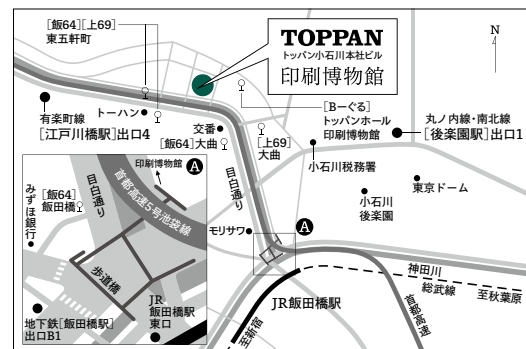 [飯64][上69]
東五軒町
TOPPAN
トッパン小石川本社ビル
印刷博物館
N
有楽町線
[江戸川橋駅]出口4
トーハン
交番
[飯64]大曲
[上69]
大曲
[B–ぐる]
トッパンホール
印刷博物館
丸ノ内線・南北線
[後楽園駅]出口1
小石川税務署
東京ドーム
小石川
後楽園
目白通り
モリサワ
A
神田川
総武線
至秋葉原
首都高速
JR飯田橋駅
至新宿
印刷博物館
A
首都高速5号池袋線
目白通り
[飯64]
飯田橋
みずほ銀行
歩道橋
JR
飯田橋駅
東口
地下鉄[飯田橋駅]
出口B1